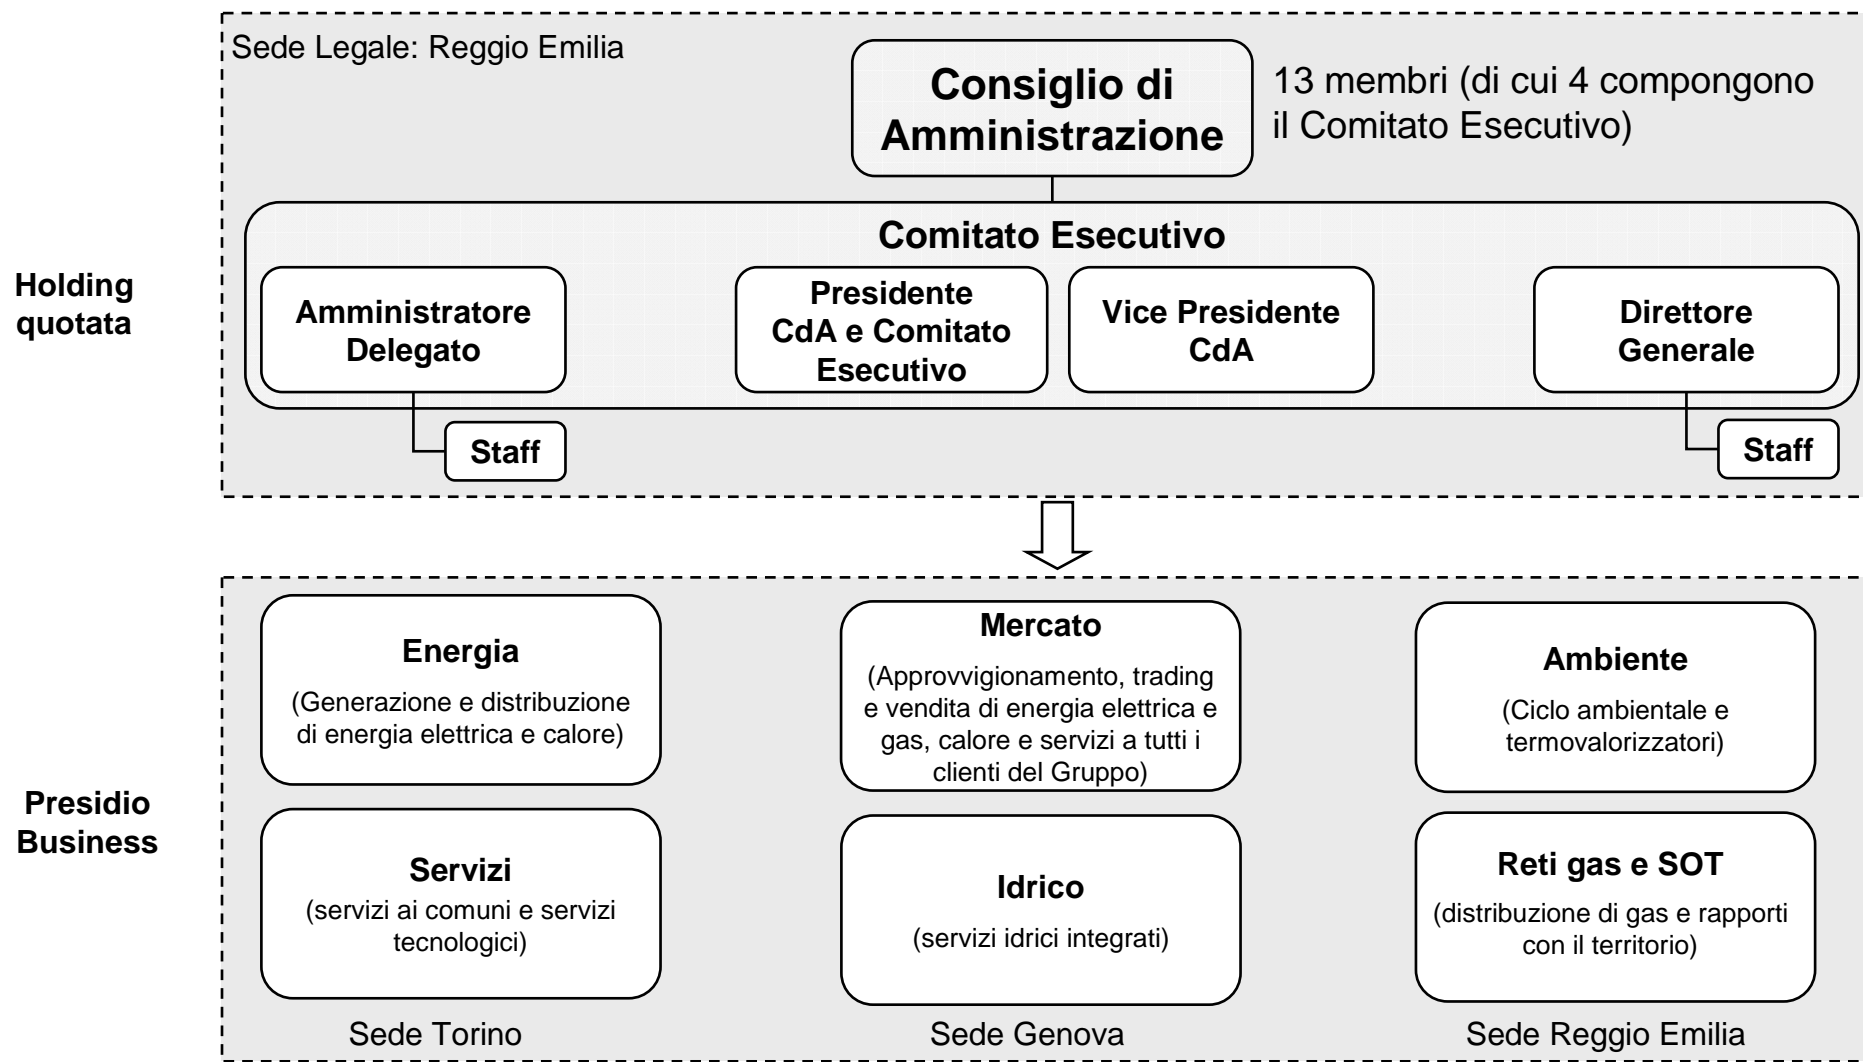 Sede Legale: Reggio Emilia
Consiglio di
Amministrazione
13 membri (di cui 4 compongono
il Comitato Esecutivo)
Holding
quotata
Comitato Esecutivo
Amministratore
Delegato
Presidente
CdA e Comitato
Esecutivo
Vice Presidente
CdA
Direttore
Generale
Staff
Staff
Presidio
Business
Energia
(Generazione e distribuzione
di energia elettrica e calore)
Mercato
(Approvvigionamento, trading
e vendita di energia elettrica e
gas, calore e servizi a tutti i
clienti del Gruppo)
Ambiente
(Ciclo ambientale e
termovalorizzatori)
Servizi
(servizi ai comuni e servizi
tecnologici)
Idrico
(servizi idrici integrati)
Reti gas e SOT
(distribuzione di gas e rapporti
con il territorio)
Sede Torino
Sede Genova
Sede Reggio Emilia